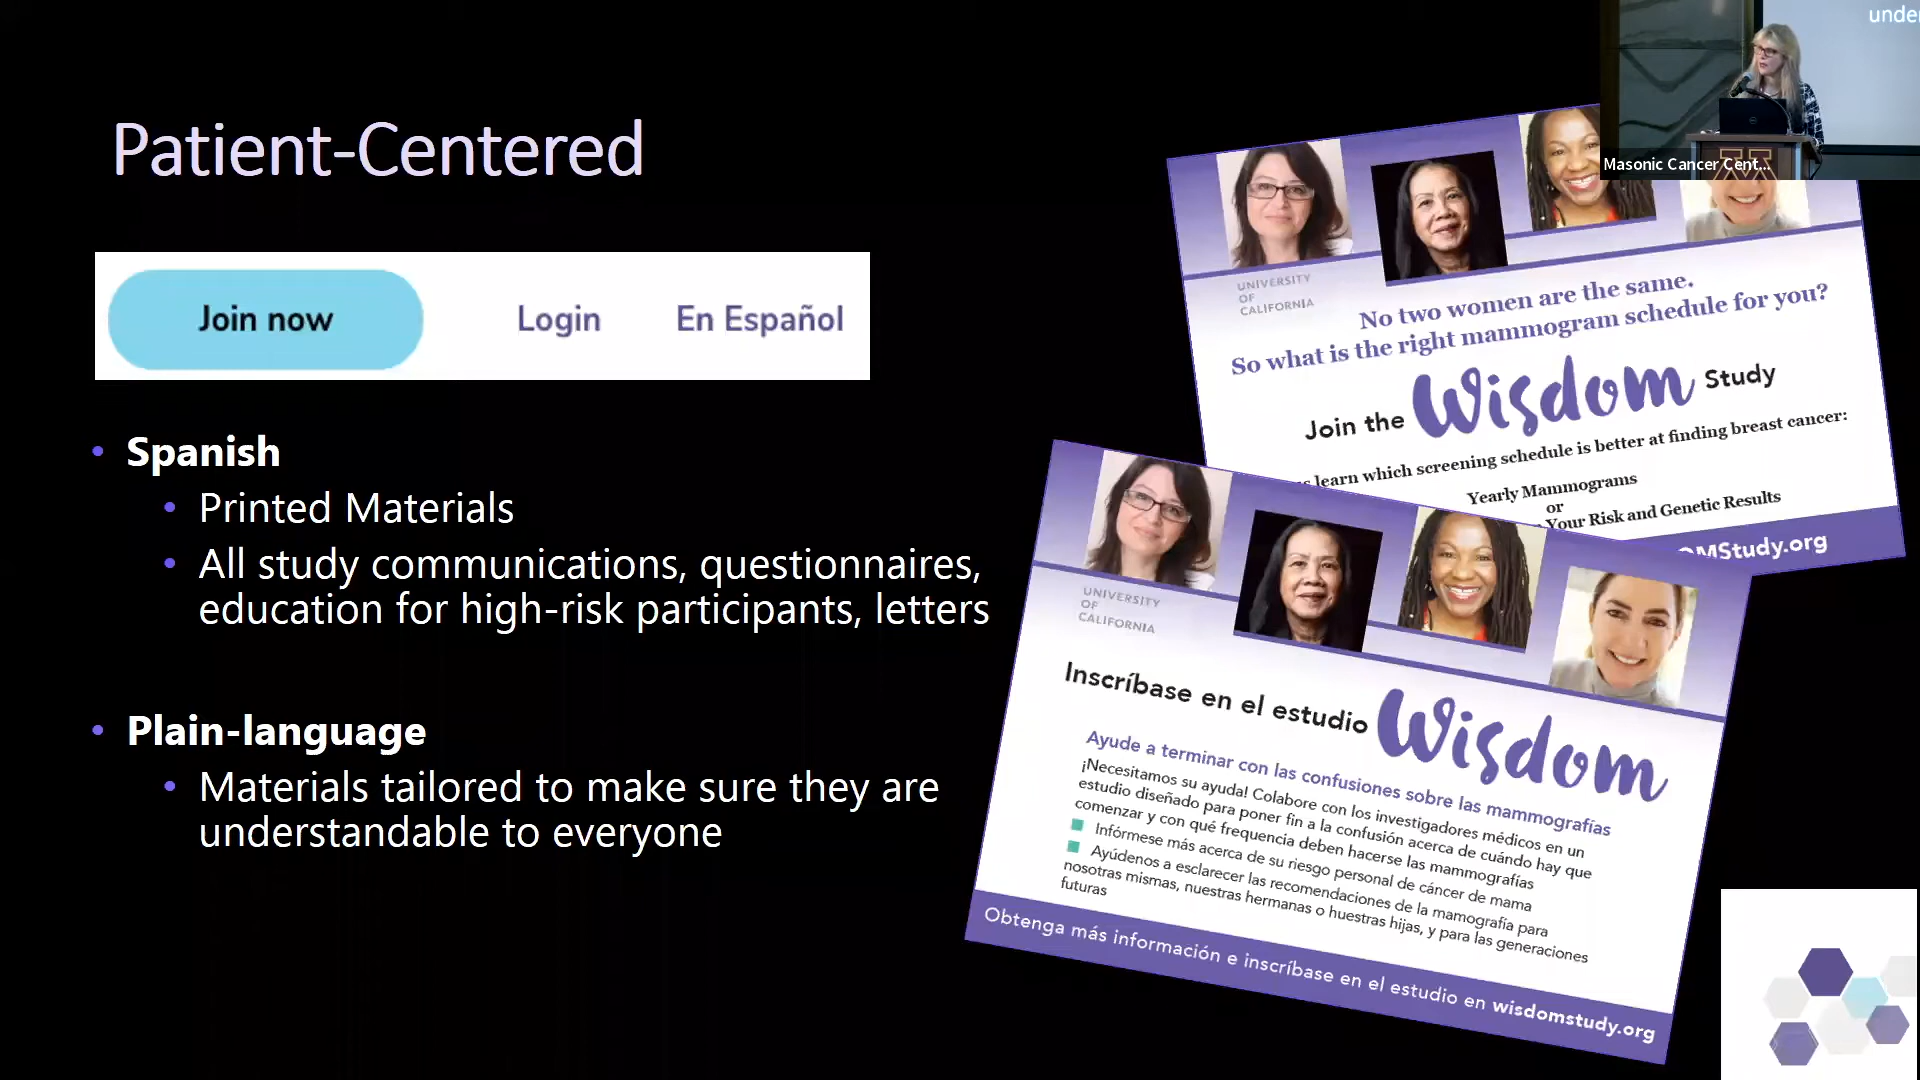 unde
Masonic Cancer Cent...
Patient-Centered
Join now
Login
En Español
Spanish
Printed Materials
All study communications, questionnaires,
education for high-risk participants, letters
Plain-language
Materials tailored to make sure they are
understandable to everyone
UNIVERSITY
OF
CALIFORNIA
No two women are the same.
So what is the right mammogram schedule for you?
Join the Wisdom Study
learn which screening schedule is better at finding breast cancer:
Yearly Mammograms
or
Your Risk and Genetic Results
OMStudy.org
UNIVERSITY
OF
CALIFORNIA
Inscríbase en el estudio Wisdom
Ayude a terminar con las confusiones sobre las mammografías
¡Necesitamos su ayuda! Colabore con los investigadores médicos en un
estudio diseñado para poner fin a la confusión acerca de cuándo hay que
comenzar y con qué frequencia deben hacerse las mammografías
Infórmese más acerca de su riesgo personal de cáncer de mama
Ayúdenos a esclarecer las recomendaciones de la mamografía para
nosotras mismas, nuestras hermanas o huestras hijas, y para las generaciones
futuras
Obtenga más información e inscríbase en el estudio en wisdomstudy.org